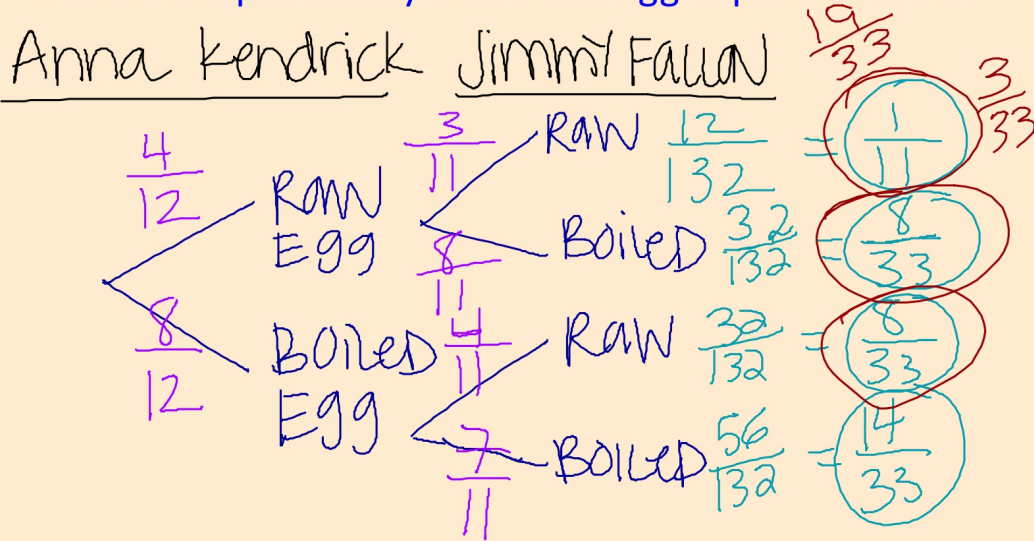 Anna Kendrick Jimmy Fallon
19/33
3/33
4/12
RAW EGG
3/11
RAW 12/132 = 1/11
8/11
BOILED 32/132 = 8/33
8/12
BOILED EGG
4/11
RAW 32/132 = 8/33
7/11
BOILED 56/132 = 14/33